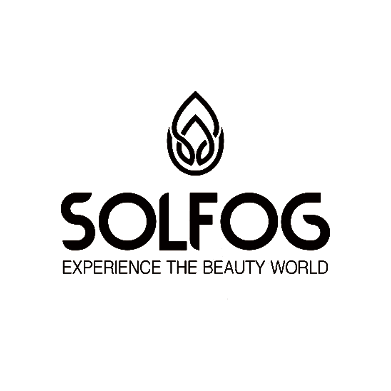 SOLFOG
EXPERIENCE THE BEAUTY WORLD